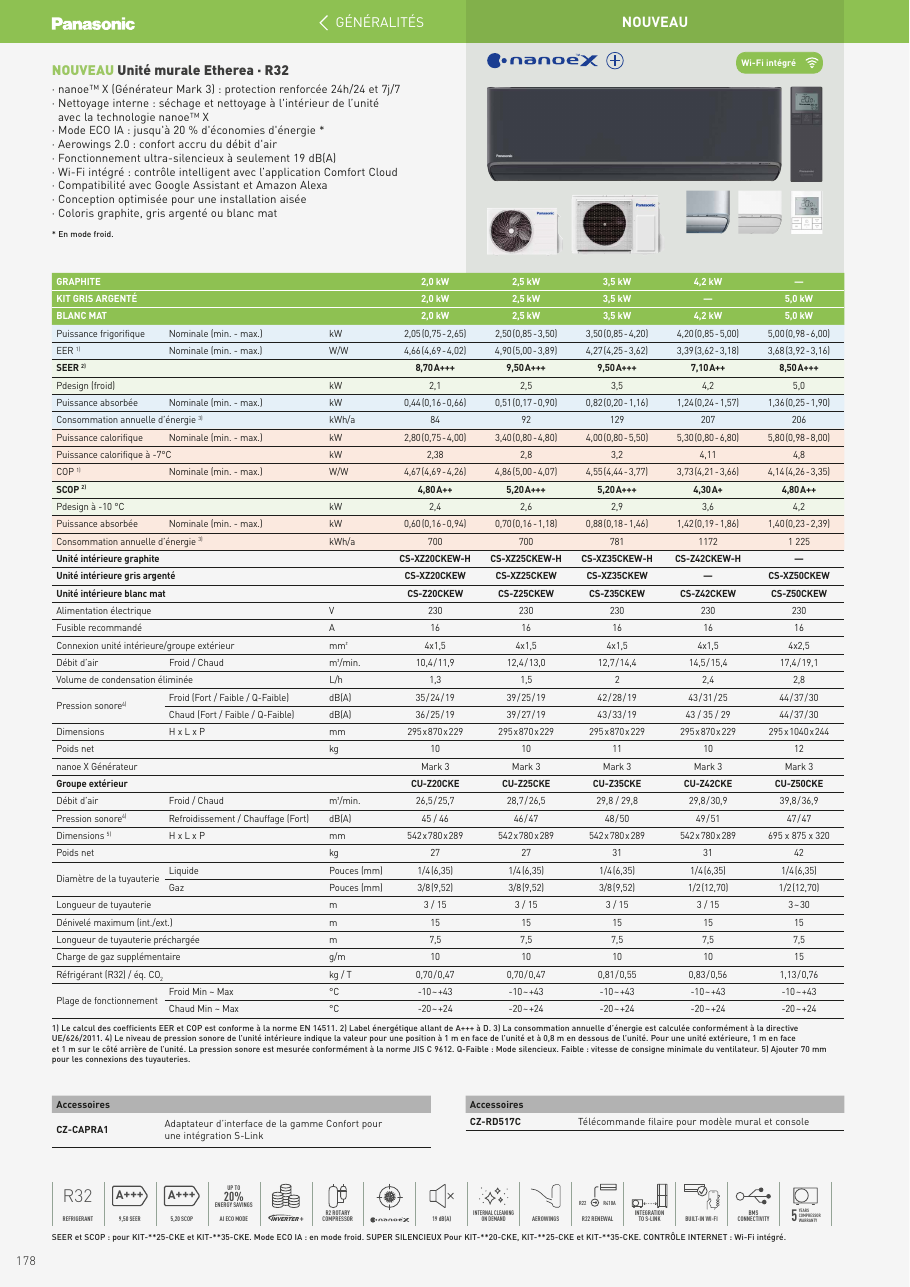 Panasonic
GÉNÉRALITÉS
NOUVEAU
NOUVEAU Unité murale Etherea · R32
· nanoe™ X (Générateur Mark 3) : protection renforcée 24h/24 et 7j/7
· Nettoyage interne : séchage et nettoyage à l'intérieur de l'unité
avec la technologie nanoe™ X
· Mode ECO IA : jusqu'à 20 % d'économies d'énergie *
· Aerowings 2.0 : confort accru du débit d'air
· Fonctionnement ultra-silencieux à seulement 19 dB(A)
· Wi-Fi intégré : contrôle intelligent avec l'application Comfort Cloud
· Compatibilité avec Google Assistant et Amazon Alexa
· Conception optimisée pour une installation aisée
· Coloris graphite, gris argenté ou blanc mat
* En mode froid.
nanoe™X +
Wi-Fi intégré
Panasonic
Panasonic
Panasonic
GRAPHITE 2,0 kW 2,5 kW 3,5 kW 4,2 kW —
KIT GRIS ARGENTÉ 2,0 kW 2,5 kW 3,5 kW — 5,0 kW
BLANC MAT 2,0 kW 2,5 kW 3,5 kW 4,2 kW 5,0 kW
Puissance frigorifique Nominale (min. - max.) kW 2,05(0,75-2,65) 2,50(0,85-3,50) 3,50(0,85-4,20) 4,20(0,85-5,00) 5,00(0,98-6,00)
EER 1) Nominale (min. - max.) W/W 4,66(4,69-4,02) 4,90(5,00-3,89) 4,27(4,25-3,62) 3,39(3,62-3,18) 3,68(3,92-3,16)
SEER 2) 8,70A+++ 9,50A+++ 9,50A+++ 7,10A++ 8,50A+++
Pdesign (froid) kW 2,1 2,5 3,5 4,2 5,0
Puissance absorbée Nominale (min. - max.) kW 0,44(0,16-0,66) 0,51(0,17-0,90) 0,82(0,20-1,16) 1,24(0,24-1,57) 1,36(0,25-1,90)
Consommation annuelle d'énergie 3) kWh/a 84 92 129 207 206
Puissance calorifique Nominale (min. - max.) kW 2,80(0,75-4,00) 3,40(0,80-4,80) 4,00(0,80-5,50) 5,30(0,80-6,80) 5,80(0,98-8,00)
Puissance calorifique à -7°C kW 2,38 2,8 3,2 4,11 4,8
COP 1) Nominale (min. - max.) W/W 4,67(4,69-4,26) 4,86(5,00-4,07) 4,55(4,44-3,77) 3,73(4,21-3,66) 4,14(4,26-3,35)
SCOP 2) 4,80A++ 5,20A+++ 5,20A+++ 4,30A+ 4,80A++
Pdesign à -10 °C kW 2,4 2,6 2,9 3,6 4,2
Puissance absorbée Nominale (min. - max.) kW 0,60(0,16-0,94) 0,70(0,16-1,18) 0,88(0,18-1,46) 1,42(0,19-1,86) 1,40(0,23-2,39)
Consommation annuelle d'énergie 3) kWh/a 700 700 781 1172 1 225
Unité intérieure graphite CS-XZ20CKEW-H CS-XZ25CKEW-H CS-XZ35CKEW-H CS-Z42CKEW-H —
Unité intérieure gris argenté CS-XZ20CKEW CS-XZ25CKEW CS-XZ35CKEW — CS-XZ50CKEW
Unité intérieure blanc mat CS-Z20CKEW CS-Z25CKEW CS-Z35CKEW CS-Z42CKEW CS-Z50CKEW
Alimentation électrique V 230 230 230 230 230
Fusible recommandé A 16 16 16 16 16
Connexion unité intérieure/groupe extérieur mm² 4x1,5 4x1,5 4x1,5 4x1,5 4x2,5
Débit d'air Froid / Chaud m³/min. 10,4/11,9 12,4/13,0 12,7/14,4 14,5/15,4 17,4/19,1
Volume de condensation éliminée L/h 1,3 1,5 2 2,4 2,8
Pression sonore4) Froid (Fort / Faible / Q-Faible) dB(A) 35/24/19 39/25/19 42/28/19 43/31/25 44/37/30
Chaud (Fort / Faible / Q-Faible) dB(A) 36/25/19 39/27/19 43/33/19 43 / 35 / 29 44/37/30
Dimensions H x L x P mm 295x870x229 295x870x229 295x870x229 295x870x229 295x1040x244
Poids net kg 10 10 11 10 12
nanoe X Générateur Mark 3 Mark 3 Mark 3 Mark 3 Mark 3
Groupe extérieur CU-Z20CKE CU-Z25CKE CU-Z35CKE CU-Z42CKE CU-Z50CKE
Débit d'air Froid / Chaud m³/min. 26,5/25,7 28,7/26,5 29,8 / 29,8 29,8/30,9 39,8/36,9
Pression sonore4) Refroidissement / Chauffage (Fort) dB(A) 45 / 46 46/47 48/50 49/51 47/47
Dimensions 5) H x L x P mm 542x780x289 542x780x289 542x780x289 542x780x289 695 x 875 x 320
Poids net kg 27 27 31 31 42
Diamètre de la tuyauterie Liquide Pouces (mm) 1/4(6,35) 1/4(6,35) 1/4(6,35) 1/4(6,35) 1/4(6,35)
Gaz Pouces (mm) 3/8(9,52) 3/8(9,52) 3/8(9,52) 1/2(12,70) 1/2(12,70)
Longueur de tuyauterie m 3 / 15 3 / 15 3 / 15 3 / 15 3~30
Dénivelé maximum (int./ext.) m 15 15 15 15 15
Longueur de tuyauterie préchargée m 7,5 7,5 7,5 7,5 7,5
Charge de gaz supplémentaire g/m 10 10 10 10 15
Réfrigérant (R32) / éq. CO2 kg / T 0,70/0,47 0,70/0,47 0,81/0,55 0,83/0,56 1,13/0,76
Plage de fonctionnement Froid Min ~ Max °C -10~+43 -10~+43 -10~+43 -10~+43 -10~+43
Chaud Min ~ Max °C -20~+24 -20~+24 -20~+24 -20~+24 -20~+24
1) Le calcul des coefficients EER et COP est conforme à la norme EN 14511. 2) Label énergétique allant de A+++ à D. 3) La consommation annuelle d'énergie est calculée conformément à la directive
UE/626/2011. 4) Le niveau de pression sonore de l'unité intérieure indique la valeur pour une position à 1 m en face de l'unité et à 0,8 m en dessous de l'unité. Pour une unité extérieure, 1 m en face
et 1 m sur le côté arrière de l'unité. La pression sonore est mesurée conformément à la norme JIS C 9612. Q-Faible : Mode silencieux. Faible : vitesse de consigne minimale du ventilateur. 5) Ajouter 70 mm
pour les connexions des tuyauteries.
Accessoires
CZ-CAPRA1 Adaptateur d'interface de la gamme Confort pour
une intégration S-Link
Accessoires
CZ-RD517C Télécommande filaire pour modèle mural et console
R32
REFRIGERANT
A+++
9,50 SEER
A+++
5,20 SCOP
UP TO
20%
ENERGY SAVINGS
AI ECO MODE
INVERTER+
R2 ROTARY
COMPRESSOR
nanoeX
19 dB(A)
INTERNAL CLEANING
ON DEMAND
AEROWINGS
R22 R410A
R22 RENEWAL
INTEGRATION
TO S-LINK
BUILT-IN WI-FI
BMS
CONNECTIVITY
5 YEARS
COMPRESSOR
WARRANTY
SEER et SCOP : pour KIT-**25-CKE et KIT-**35-CKE. Mode ECO IA : en mode froid. SUPER SILENCIEUX Pour KIT-**20-CKE, KIT-**25-CKE et KIT-**35-CKE. CONTRÔLE INTERNET : Wi-Fi intégré.
178